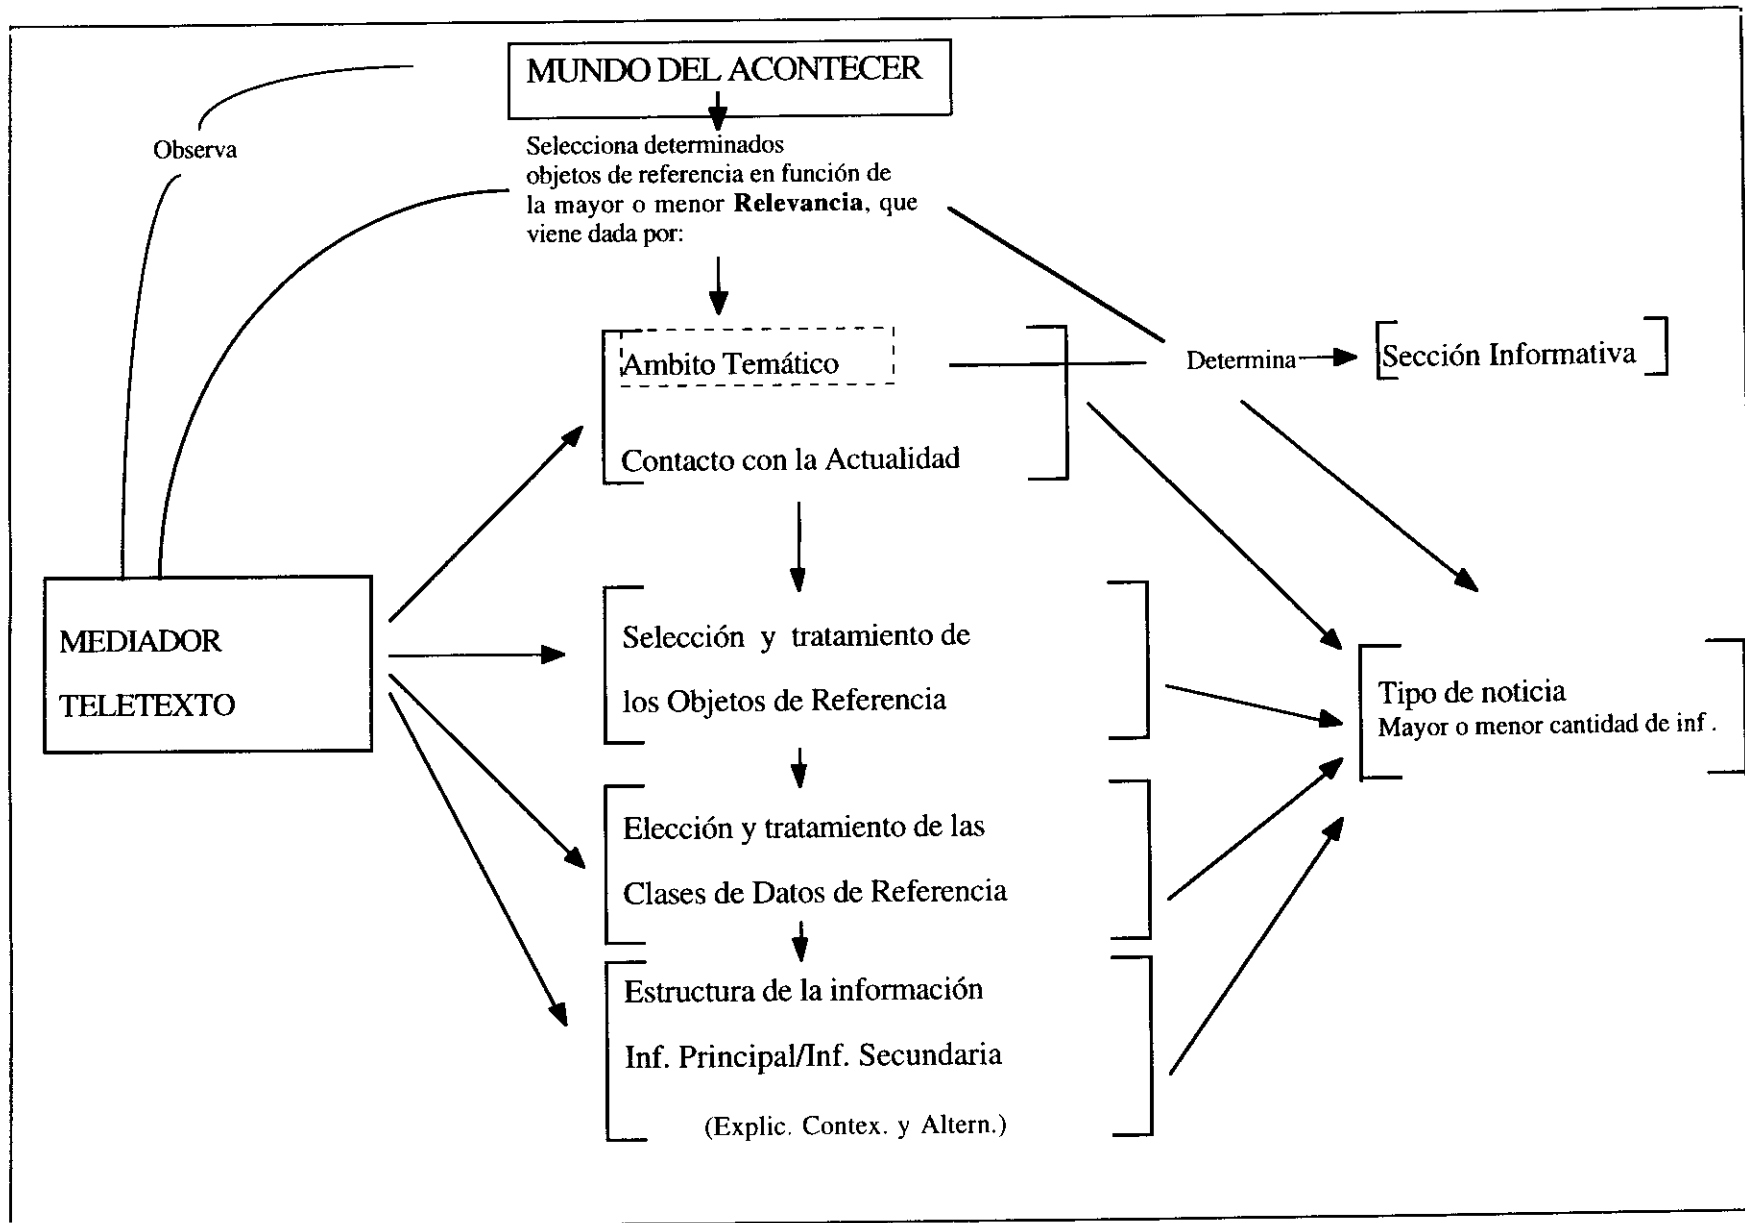 MUNDO DEL ACONTECER
Observa
Selecciona determinados
objetos de referencia en función de
la mayor o menor Relevancia, que
viene dada por:
Ambito Temático
Contacto con la Actualidad
Determina
Sección Informativa
MEDIADOR
TELETEXTO
Selección y tratamiento de
los Objetos de Referencia
Tipo de noticia
Mayor o menor cantidad de inf.
Elección y tratamiento de las
Clases de Datos de Referencia
Estructura de la información
Inf. Principal/Inf. Secundaria
(Explic. Contex. y Altern.)